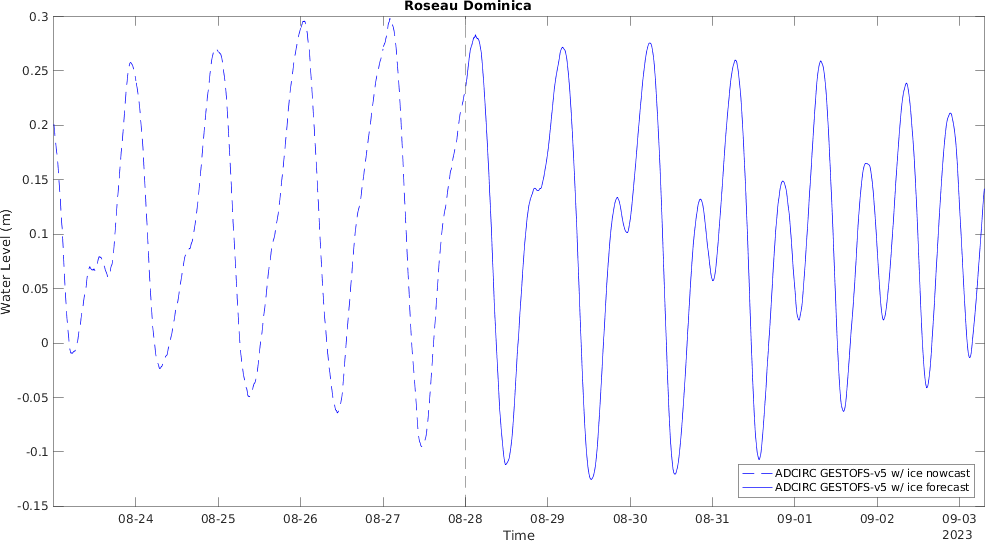 Roseau Dominica
0.3
0.25
0.2
0.15
0.1
0.05
0
-0.05
-0.1
-0.15
Water Level (m)
ADCIRC GESTOFS-v5 w/ ice nowcast
ADCIRC GESTOFS-v5 w/ ice forecast
08-24 08-25 08-26 08-27 08-28 08-29 08-30 08-31 09-01 09-02 09-03
Time 2023